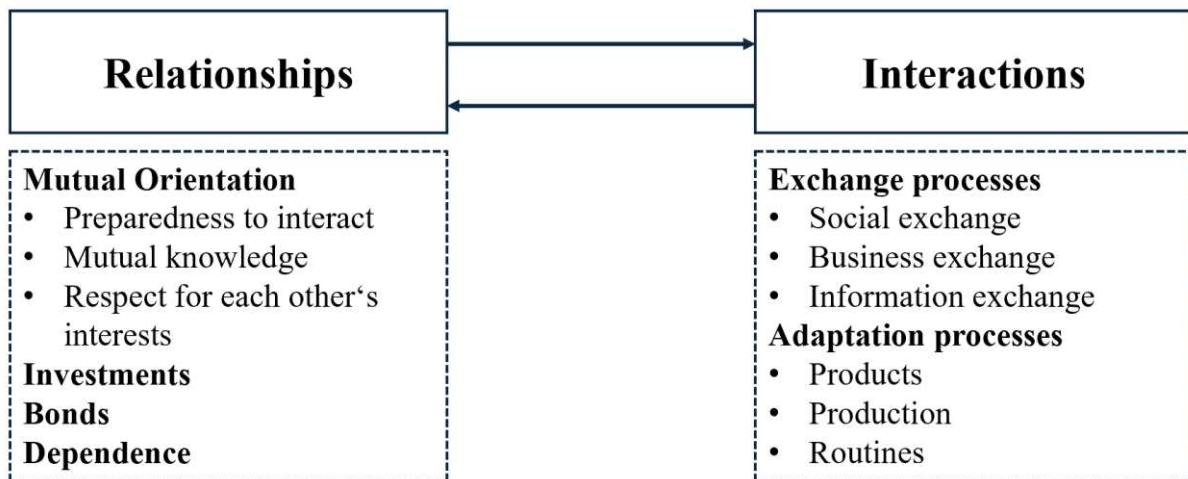 Relationships
Interactions
Mutual Orientation
• Preparedness to interact
• Mutual knowledge
• Respect for each other‘s
interests
Investments
Bonds
Dependence
Exchange processes
• Social exchange
• Business exchange
• Information exchange
Adaptation processes
• Products
• Production
• Routines